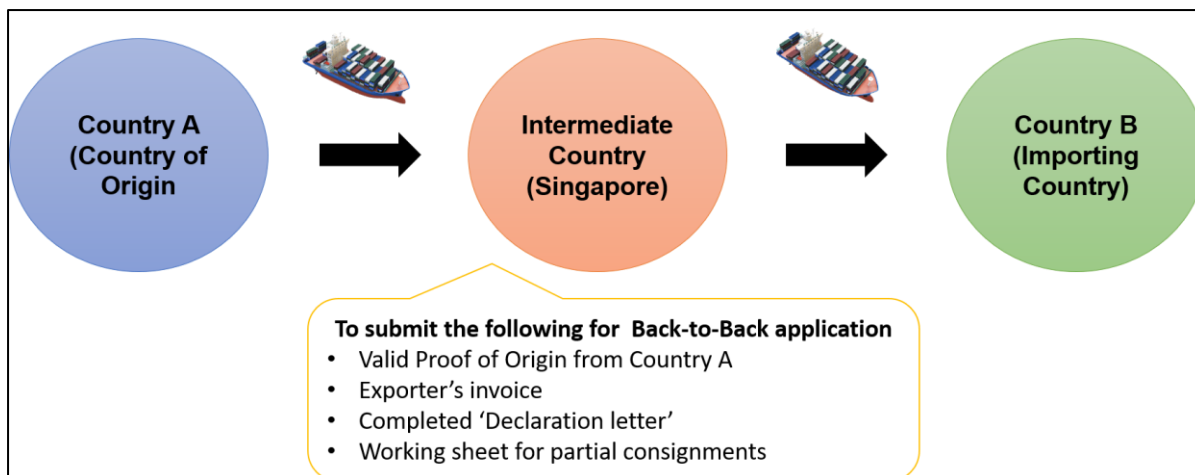 Country A
(Country of
Origin
Intermediate
Country
(Singapore)
Country B
(Importing
Country)
To submit the following for Back-to-Back application
• Valid Proof of Origin from Country A
• Exporter’s invoice
• Completed ‘Declaration letter’
• Working sheet for partial consignments